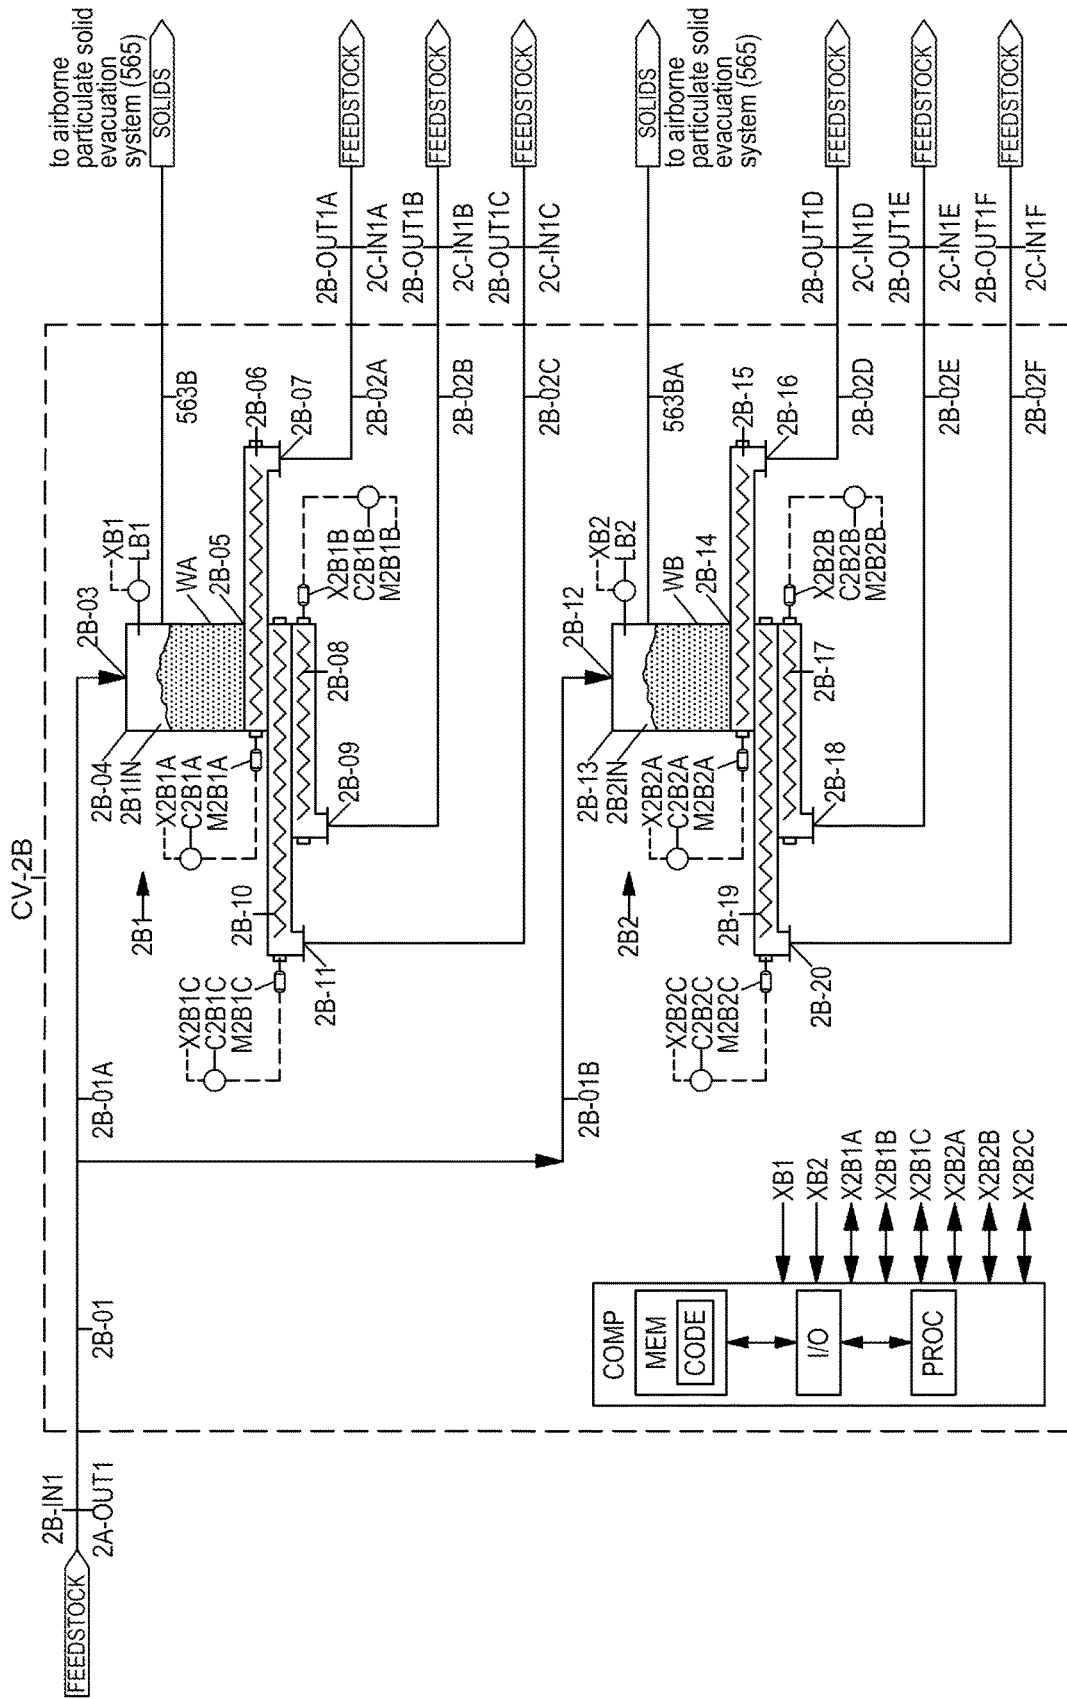 CV-2B
FEEDSTOCK
2B-IN1
2A-OUT1
2B-01
2B-01A
2B-01B
2B1
2B-03
XB1
LB1
2B-04
2B1IN
WA
2B-05
X2B1A
C2B1A
M2B1A
2B-06
2B-07
2B-08
2B-09
2B-10
2B-11
X2B1B
C2B1B
M2B1B
X2B1C
C2B1C
M2B1C
563B
2B-02A
2B-02B
2B-02C
to airborne
particulate solid
evacuation
system (565)
SOLIDS
2B-OUT1A
2C-IN1A
FEEDSTOCK
2B-OUT1B
2C-IN1B
FEEDSTOCK
2B-OUT1C
2C-IN1C
FEEDSTOCK
2B2
2B-12
XB2
LB2
2B-13
2B2IN
WB
2B-14
X2B2A
C2B2A
M2B2A
2B-15
2B-16
2B-17
2B-18
2B-19
2B-20
X2B2B
C2B2B
M2B2B
X2B2C
C2B2C
M2B2C
563BA
2B-02D
2B-02E
2B-02F
SOLIDS
to airborne
particulate solid
evacuation
system (565)
2B-OUT1D
2C-IN1D
FEEDSTOCK
2B-OUT1E
2C-IN1E
FEEDSTOCK
2B-OUT1F
2C-IN1F
FEEDSTOCK
COMP
MEM
CODE
I/O
PROC
XB1
XB2
X2B1A
X2B1B
X2B1C
X2B2A
X2B2B
X2B2C